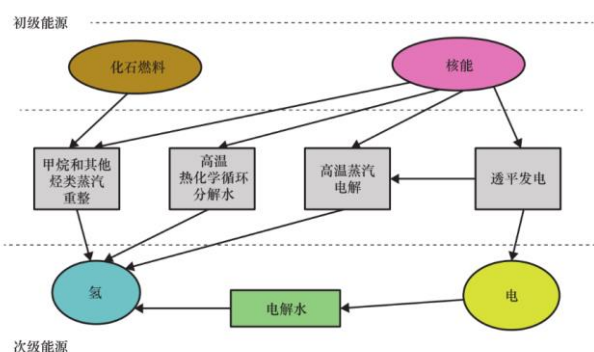 初级能源
化石燃料
核能
甲烷和其他
烃类蒸汽
重整
高温
热化学循环
分解水
高温蒸汽
电解
透平发电
氢
电解水
电
次级能源